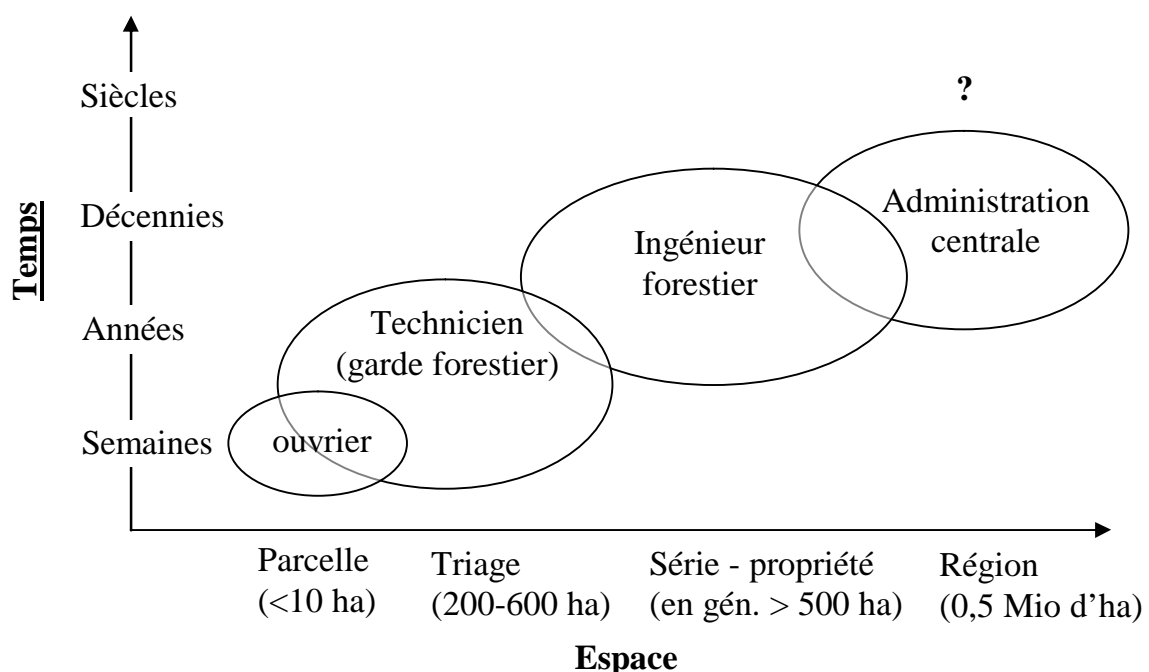 Siècles
?
Administration
centrale
Décennies
Ingénieur
forestier
Temps
Années
Technicien
(garde forestier)
Semaines
ouvrier
Parcelle
(<10 ha)
Triage
(200-600 ha)
Série - propriété
(en gén. > 500 ha)
Région
(0,5 Mio d’ha)
Espace